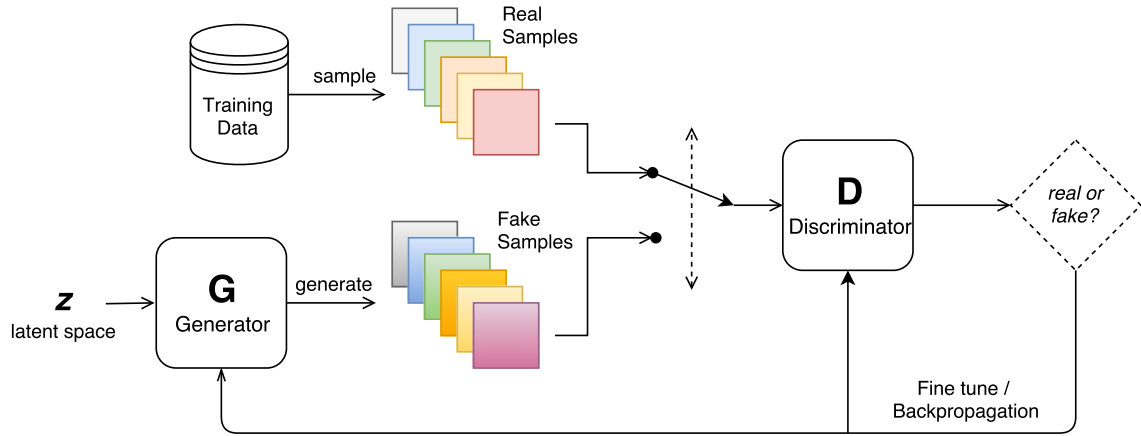 Real
Samples
sample
Training
Data
D
Discriminator
real or
fake?
Fake
Samples
G
Generator
generate
z
latent space
Fine tune /
Backpropagation